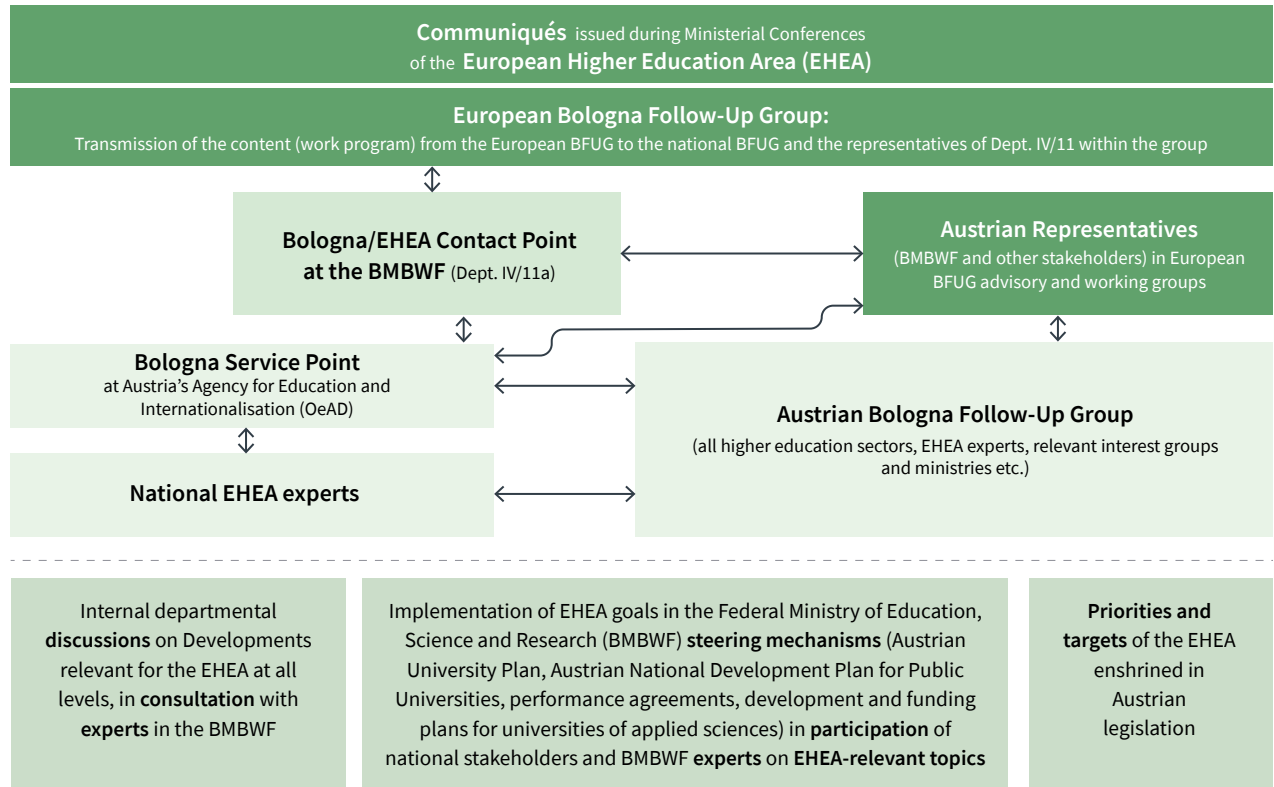 Communiqués issued during Ministerial Conferences
of the European Higher Education Area (EHEA)
European Bologna Follow-Up Group:
Transmission of the content (work program) from the European BFUG to the national BFUG and the representatives of Dept. IV/11 within the group
Bologna/EHEA Contact Point
at the BMBWF (Dept. IV/11a)
Austrian Representatives
(BMBWF and other stakeholders) in European
BFUG advisory and working groups
Bologna Service Point
at Austria’s Agency for Education and
Internationalisation (OeAD)
Austrian Bologna Follow-Up Group
(all higher education sectors, EHEA experts, relevant interest groups
and ministries etc.)
National EHEA experts
Internal departmental
discussions on Developments
relevant for the EHEA at all
levels, in consultation with
experts in the BMBWF
Implementation of EHEA goals in the Federal Ministry of Education,
Science and Research (BMBWF) steering mechanisms (Austrian
University Plan, Austrian National Development Plan for Public
Universities, performance agreements, development and funding
plans for universities of applied sciences) in participation of
national stakeholders and BMBWF experts on EHEA-relevant topics
Priorities and
targets of the EHEA
enshrined in
Austrian
legislation